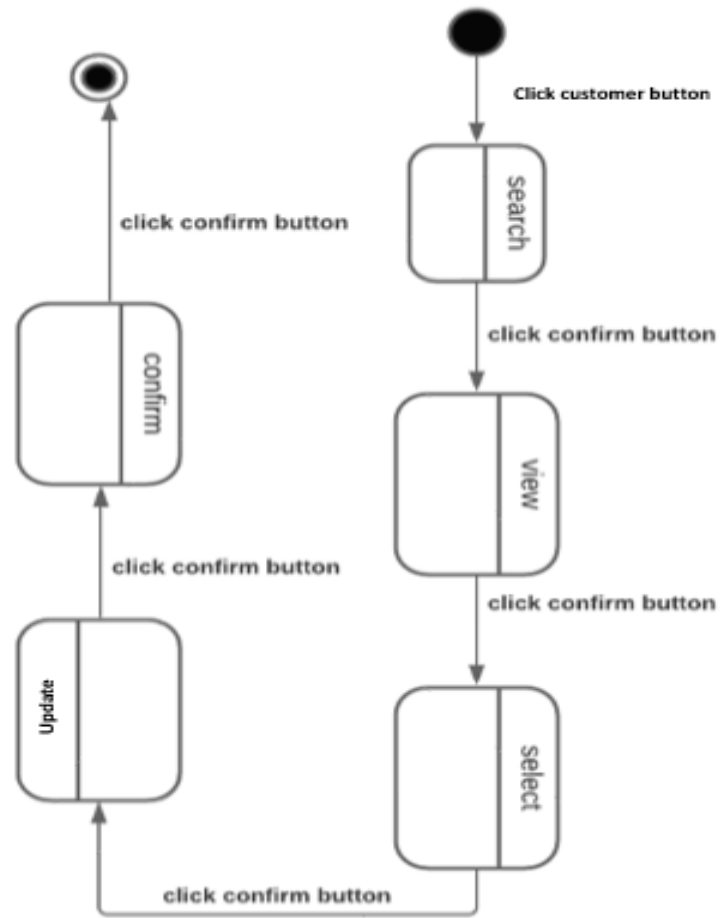 Click customer button
search
click confirm button
view
click confirm button
select
click confirm button
Update
click confirm button
confirm
click confirm button